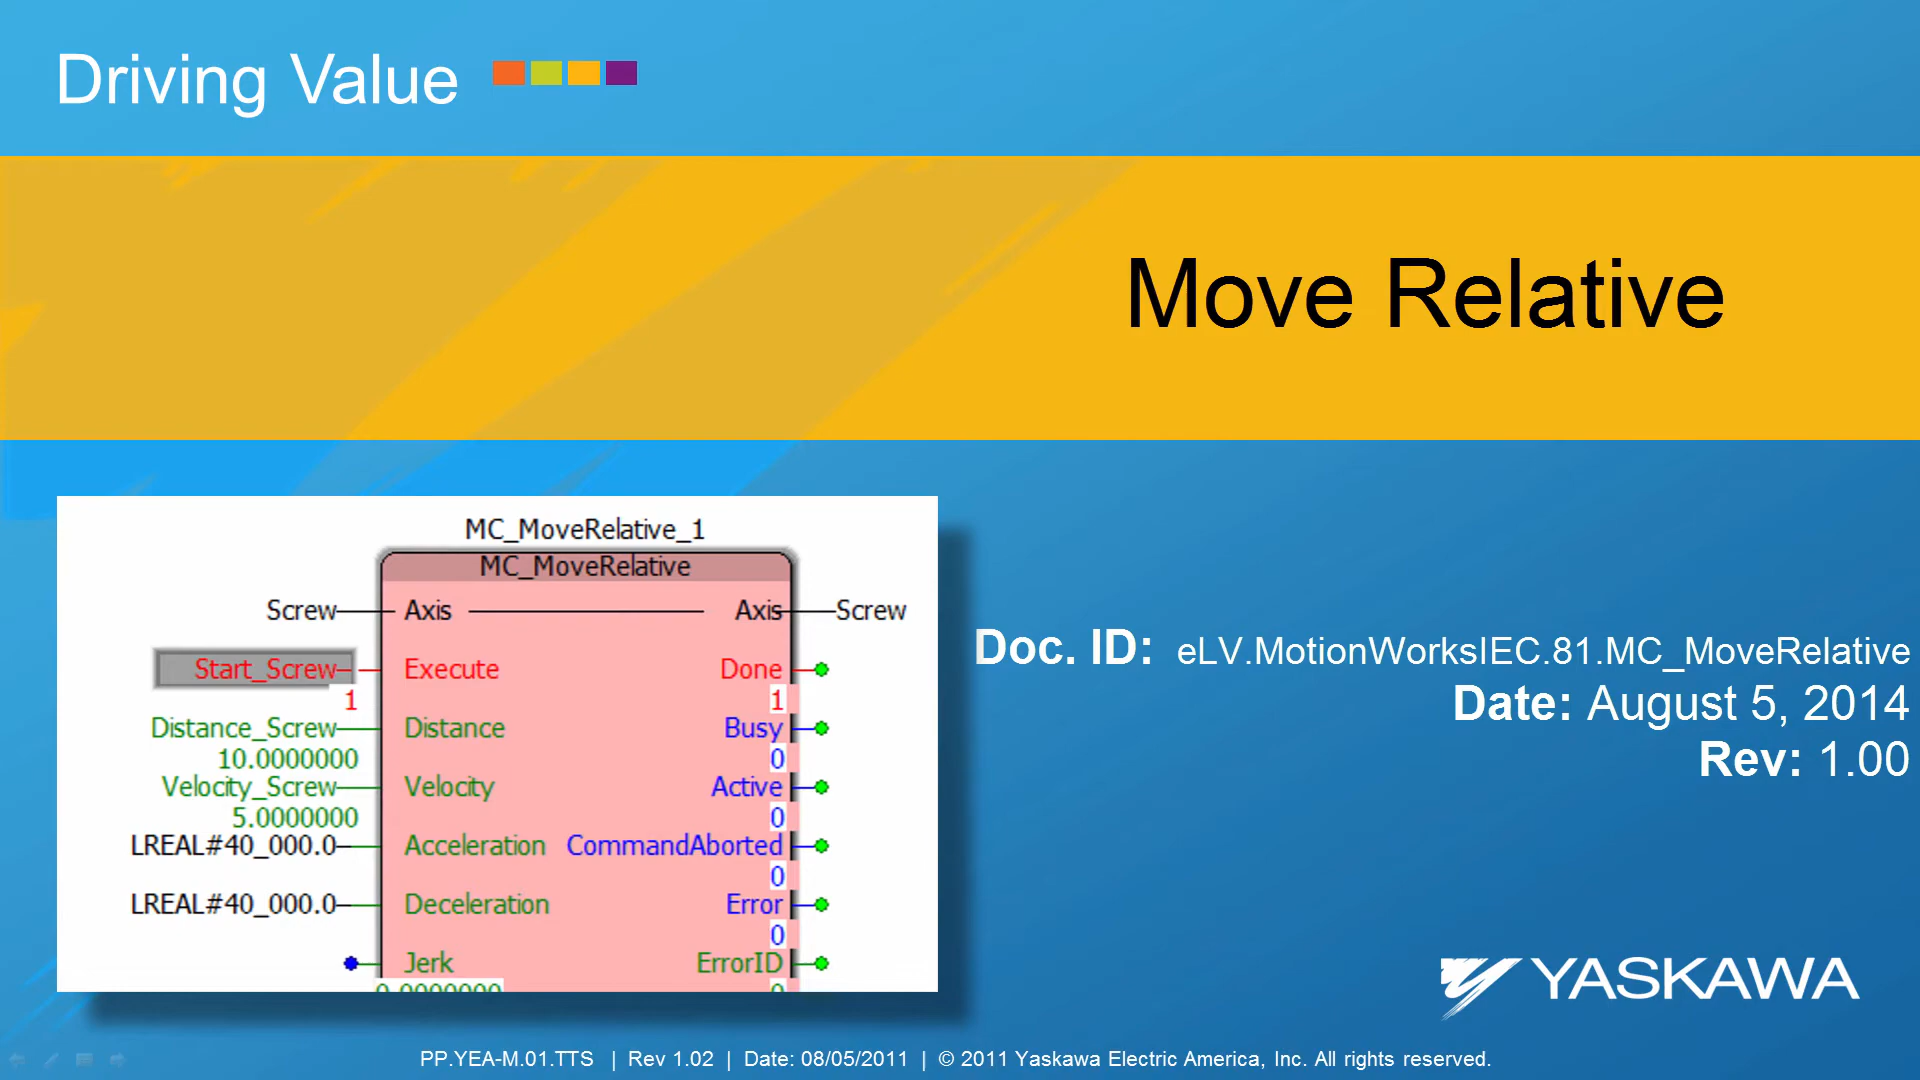 Driving Value
Move Relative
MC_MoveRelative_1
MC_MoveRelative
Screw Axis Axis Screw
Start_Screw Execute Done
1 1
Distance_Screw Distance Busy
10.0000000 0
Velocity_Screw Velocity Active
5.0000000 0
LREAL#40_000.0 Acceleration CommandAborted
0
LREAL#40_000.0 Deceleration Error
0
Jerk ErrorID
0.0000000 0
Doc. ID: eLV.MotionWorksIEC.81.MC_MoveRelative
Date: August 5, 2014
Rev: 1.00
YASKAWA
PP.YEA-M.01.TTS | Rev 1.02 | Date: 08/05/2011 | © 2011 Yaskawa Electric America, Inc. All rights reserved.